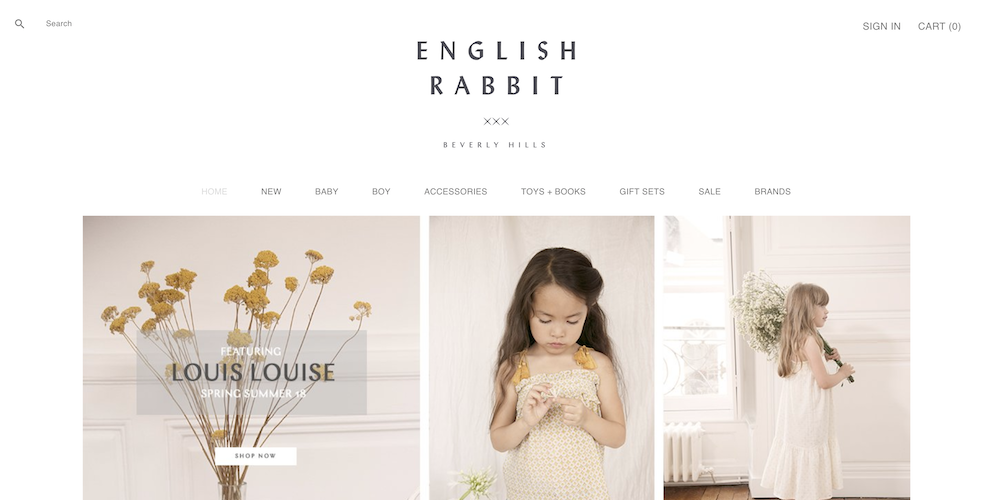 Search
SIGN IN
CART (0)
ENGLISH
RABBIT
XXX
BEVERLY HILLS
HOME
NEW
BABY
BOY
ACCESSORIES
TOYS + BOOKS
GIFT SETS
SALE
BRANDS
FEATURING
LOUIS LOUISE
SPRING SUMMER 18
SHOP NOW